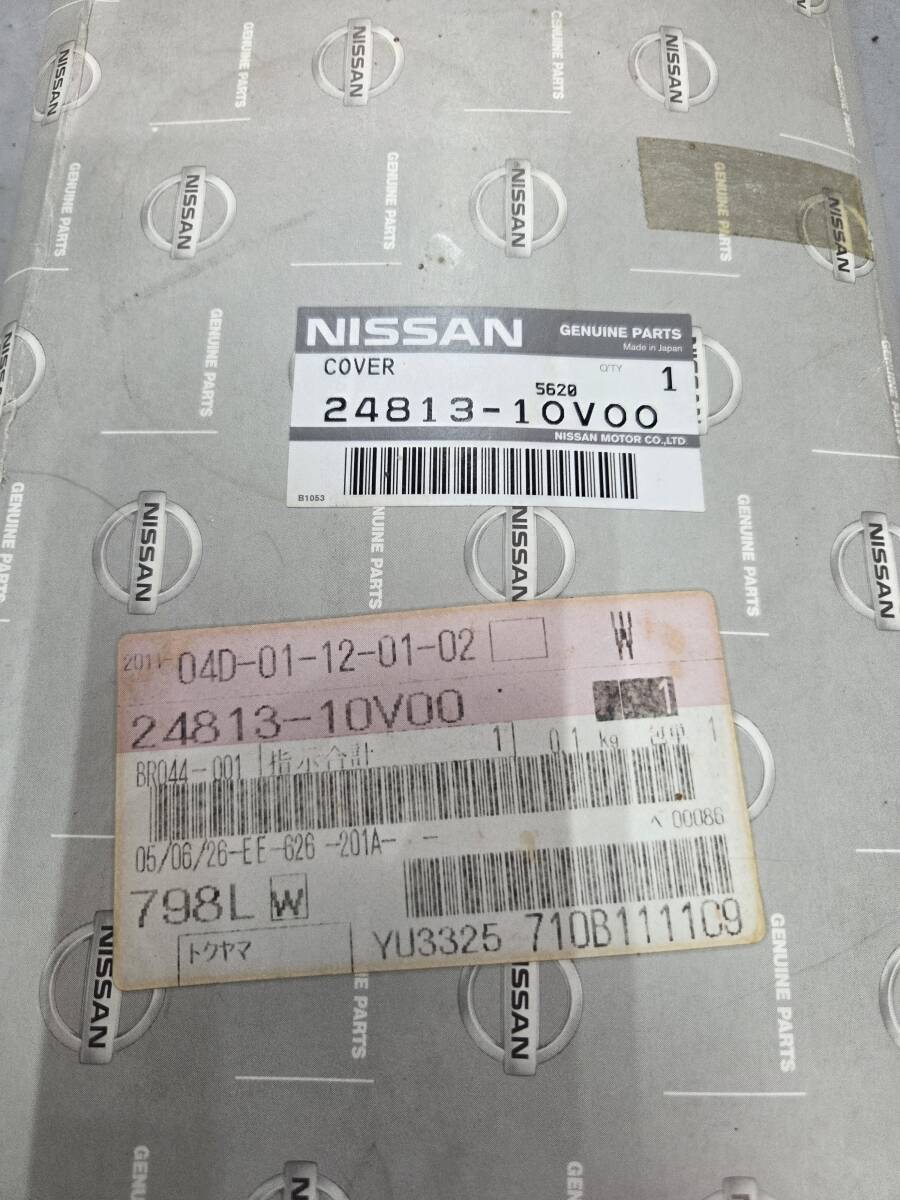 NISSAN
GENUINE PARTS
Made in Japan
COVER
Q'TY
1
5620
24813-10V00
NISSAN MOTOR CO.,LTD
B1053
04D-01-12-01-02
W
24813-10V00
1
BR044-001
指示合計
1
0.1 kg
1
ペ 00086
05/06/26-EE-626 -201A- -
798L W
トクヤマ
YU3325 710B1111C9
NISSAN
GENUINE PARTS